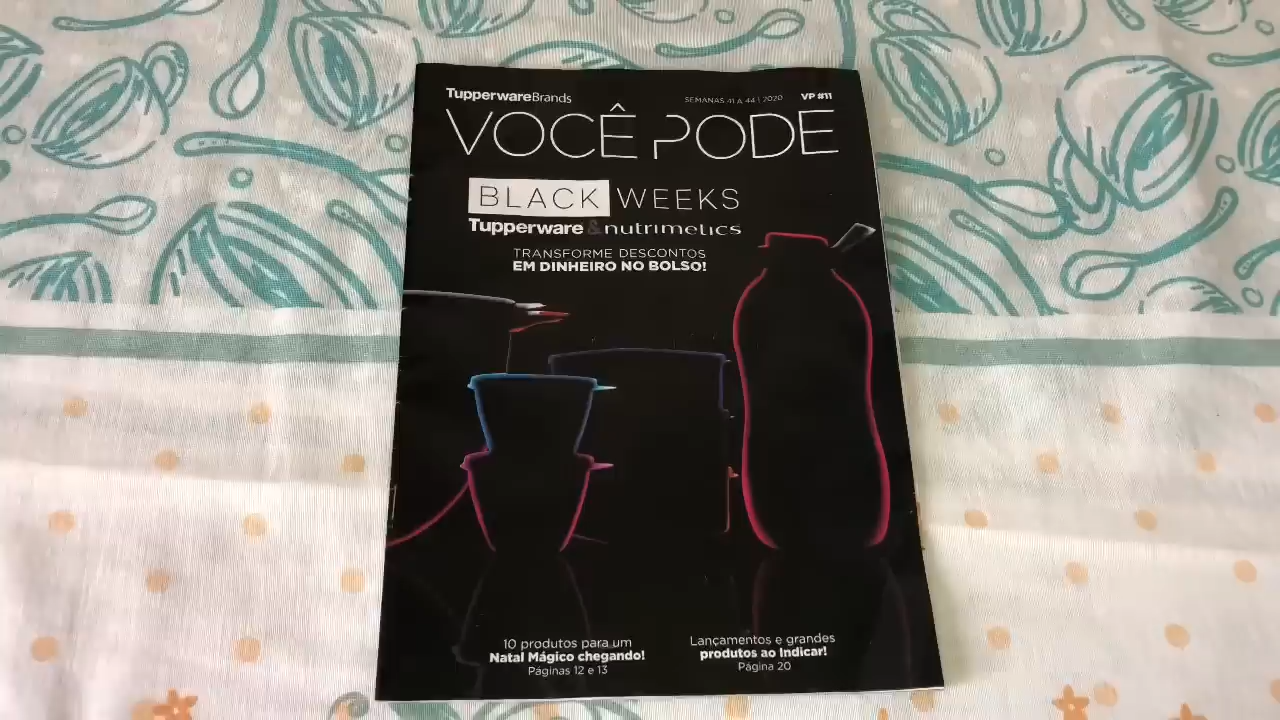 TupperwareBrands
SEMANAS 41 A 44 | 2020 VP #11
VOCÊ PODE
BLACK WEEKS
Tupperware & nutrimetics
TRANSFORME DESCONTOS
EM DINHEIRO NO BOLSO!
10 produtos para um
Natal Mágico chegando!
Páginas 12 e 13
Lançamentos e grandes
produtos ao Indicar!
Página 20